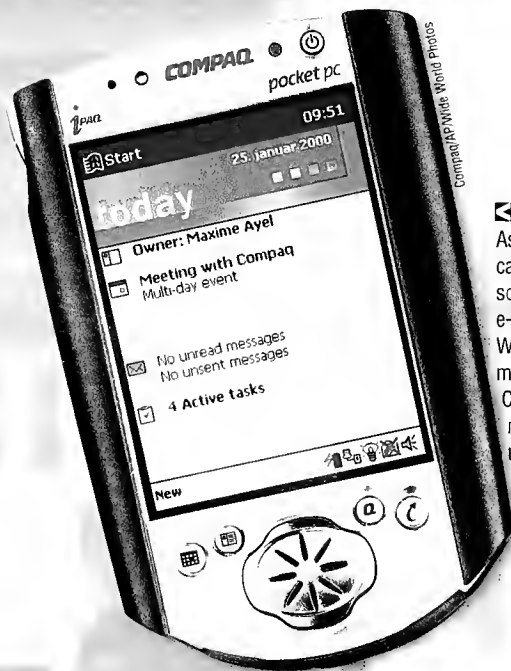 COMPAQ
iPAQ
pocket pc
Start
09:51
25. januar 2000
today
Owner: Maxime Ayel
Meeting with Compaq
Multi-day event
No unread messages
No unsent messages
4 Active tasks
New
Q
Compaq/AP/Wide World Photos
As
ca
sc
e-
W
m
C
r
t